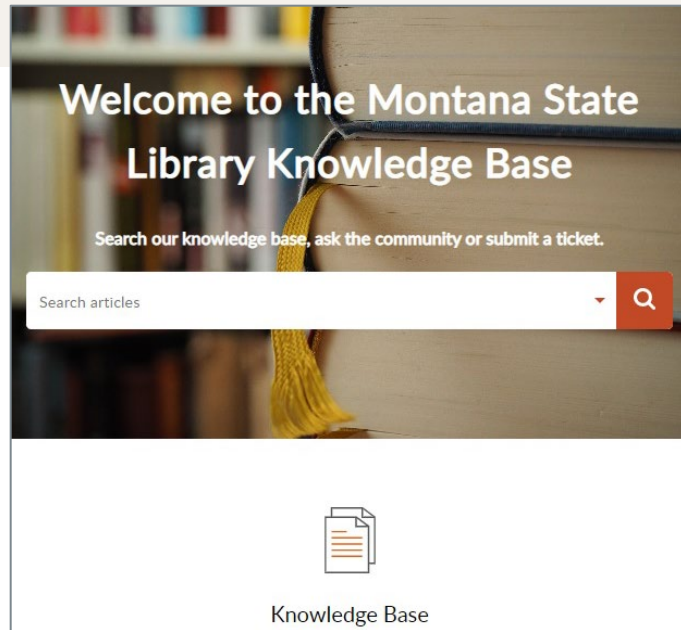 Welcome to the Montana State
Library Knowledge Base
Search our knowledge base, ask the community or submit a ticket.
Search articles
Knowledge Base